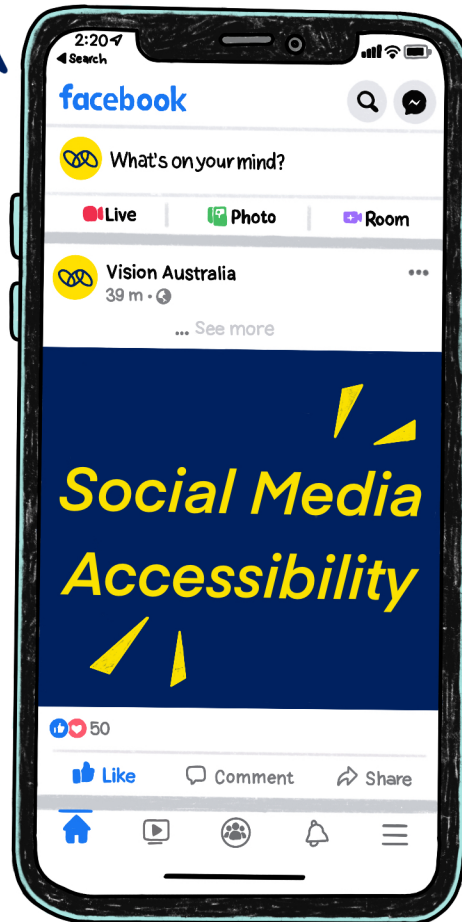 2:20
Search
facebook
What's on your mind?
Live Photo Room
Vision Australia
39 m ·
... See more
Social Media
Accessibility
50
Like Comment Share